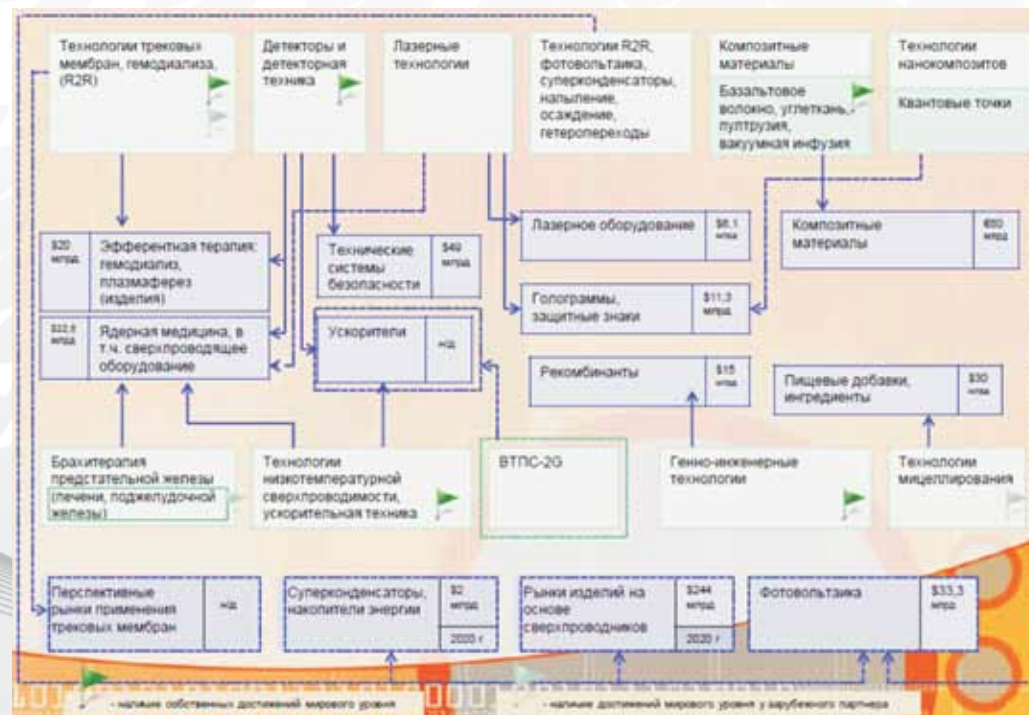 Технологии трековых
мембран, гемодиализа,
(R2R)
Детекторы и
детекторная
техника
Лазерные
технологии
Технологии R2R,
фотовольтаика,
суперконденсаторы,
напыление,
осаждение,
гетеропереходы
Композитные
материалы
Базальтовое
волокно, углеткань,
пултрузия,
вакуумная инфузия
Технологии
нанокомпозитов
Квантовые точки
$20
млрд
Эфферентная терапия:
гемодиализ,
плазмаферез
(изделия)
Технические
системы
безопасности
$49
млрд
Лазерное оборудование
$8,1
млрд
Композитные
материалы
млрд
Голограммы,
защитные знаки
$11,3
млрд
млрд
Ядерная медицина, в
т.ч. сверхпроводящее
оборудование
Ускорители
н/д
Рекомбинанты
$15
млрд
Пищевые добавки,
ингредиенты
$30
млрд
Брахитерапия
предстательной железы
(печени, поджелудочной
железы)
Технологии
низкотемпературной
сверхпроводимости,
ускорительная техника
ВТПС-2G
Генно-инженерные
технологии
Технологии
мицеллирования
Перспективные
рынки применения
трековых мембран
н/д
Суперконденсаторы,
накопители энергии
$2
млрд
2020 г
Рынки изделий на
основе
сверхпроводников
$244
млрд
2020 г
Фотовольтаика
$33,3
млрд
- наличие собственных достижений мирового уровня
- наличие достижений мирового уровня у зарубежного партнера